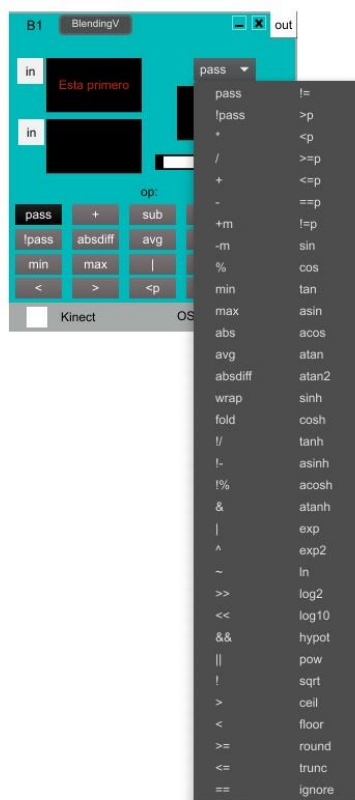 B1 BlendingV out
in
Esta primero
pass
in
op:
pass + sub
!pass absdiff avg
min max |
< > <p
Kinect OS
pass !=
!pass >p
* <p
/ >=p
+ <=p
- ==p
+m !=p
-m sin
% cos
min tan
max asin
abs acos
avg atan
absdiff atan2
wrap sinh
fold cosh
!/ tanh
!- asinh
!% acosh
& atanh
| exp
^ exp2
~ ln
>> log2
<< log10
&& hypot
|| pow
! sqrt
> ceil
< floor
>= round
<= trunc
== ignore